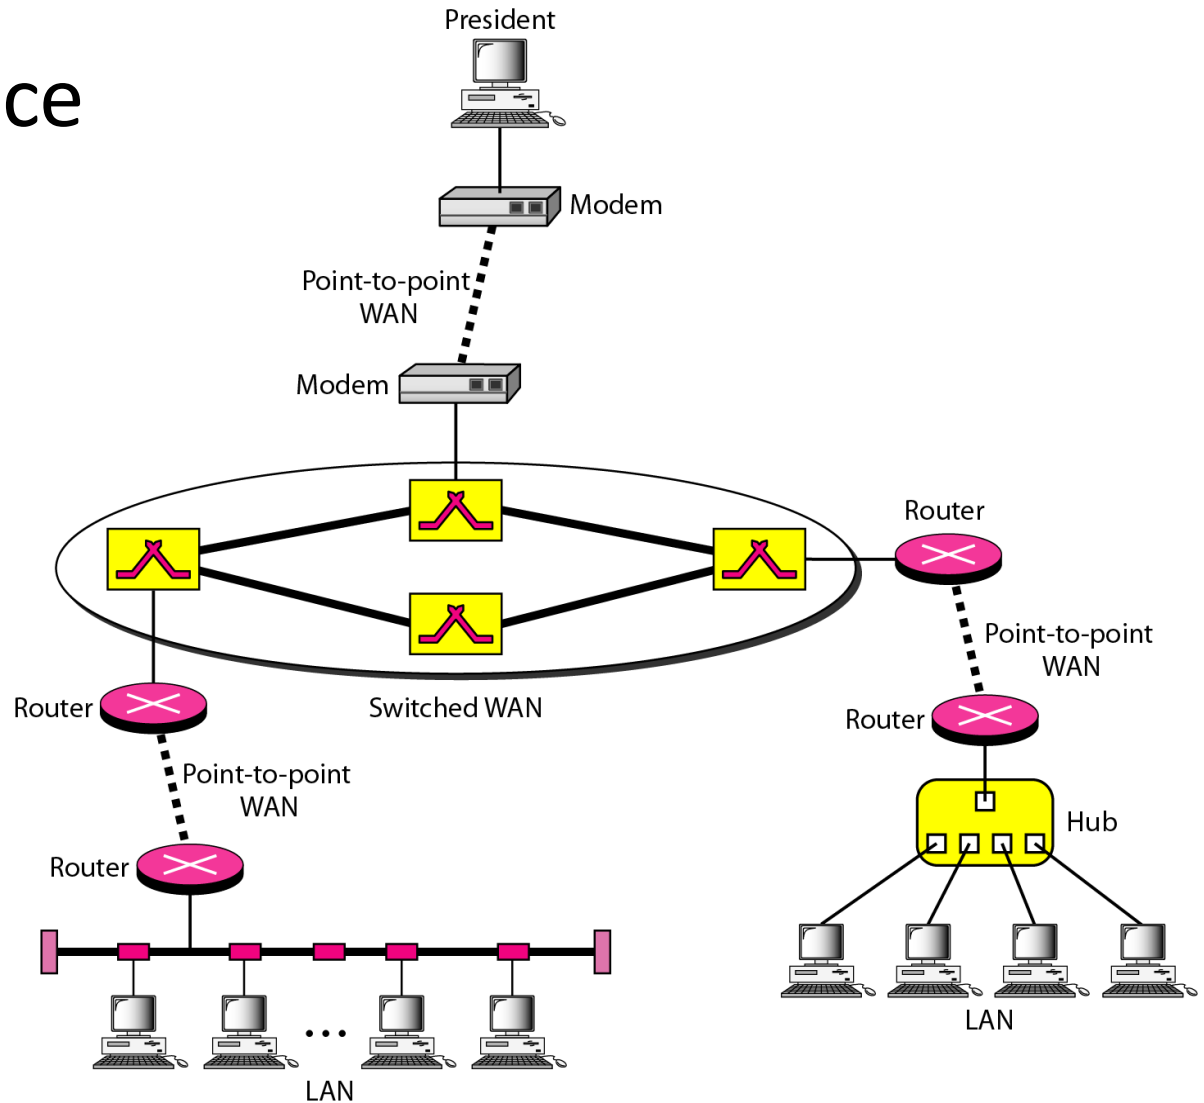 President
ce
Modem
Point-to-point
WAN
Modem
Router
Point-to-point
WAN
Router
Switched WAN
Router
Point-to-point
WAN
Hub
Router
LAN
LAN